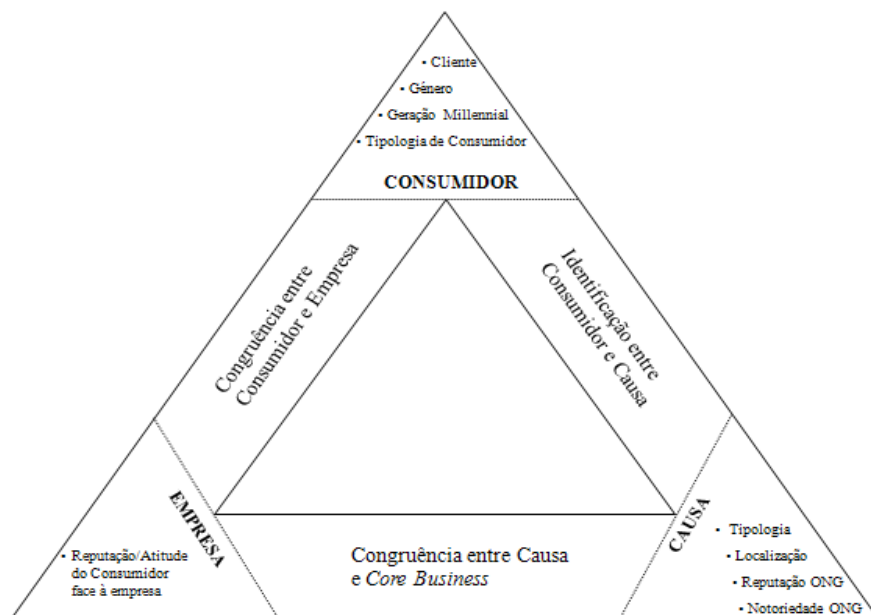 ▪ Cliente
▪ Género
▪ Geração Millennial
▪ Tipologia de Consumidor
CONSUMIDOR
Congruência entre
Consumidor e Empresa
Identificação entre
Consumidor e Causa
EMPRESA
▪ Reputação/Atitude
do Consumidor
face à empresa
Congruência entre Causa
e Core Business
CAUSA
▪ Tipologia
▪ Localização
▪ Reputação ONG
▪ Notoriedade ONG